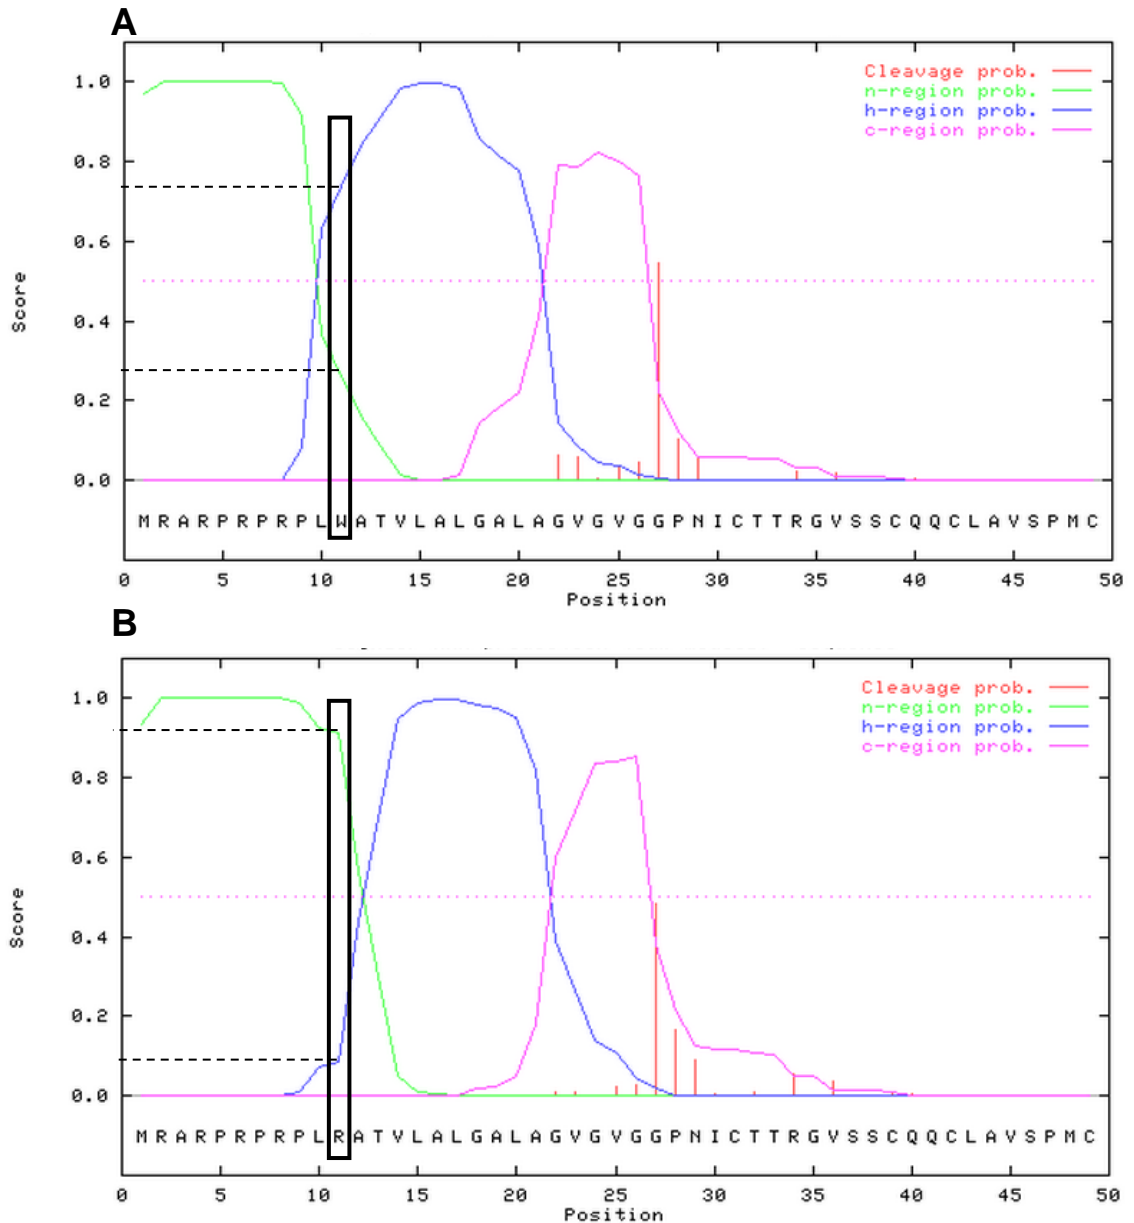 A
1.0
Cleavage prob.
n-region prob.
h-region prob.
c-region prob.
0.8
0.6
Score
0.4
0.2
0.0
M R A R P R P R P L W A T V L A L G A L A G V G V G G P N I C T T R G V S S C Q Q C L A V S P M C
0 5 10 15 20 25 30 35 40 45 50
Position
B
1.0
Cleavage prob.
n-region prob.
h-region prob.
c-region prob.
0.8
0.6
Score
0.4
0.2
0.0
M R A R P R P R P L R A T V L A L G A L A G V G V G G P N I C T T R G V S S C Q Q C L A V S P M C
0 5 10 15 20 25 30 35 40 45 50
Position